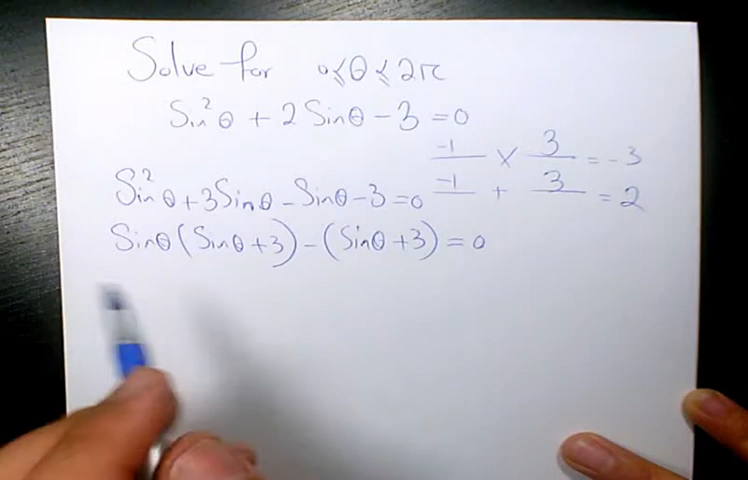 Solve for 0⩽θ⩽2π
Sin²θ + 2Sinθ − 3 = 0
-1 × 3 = -3
Sin²θ + 3Sinθ − Sinθ − 3 = 0
-1 + 3 = 2
Sinθ(Sinθ + 3) − (Sinθ + 3) = 0